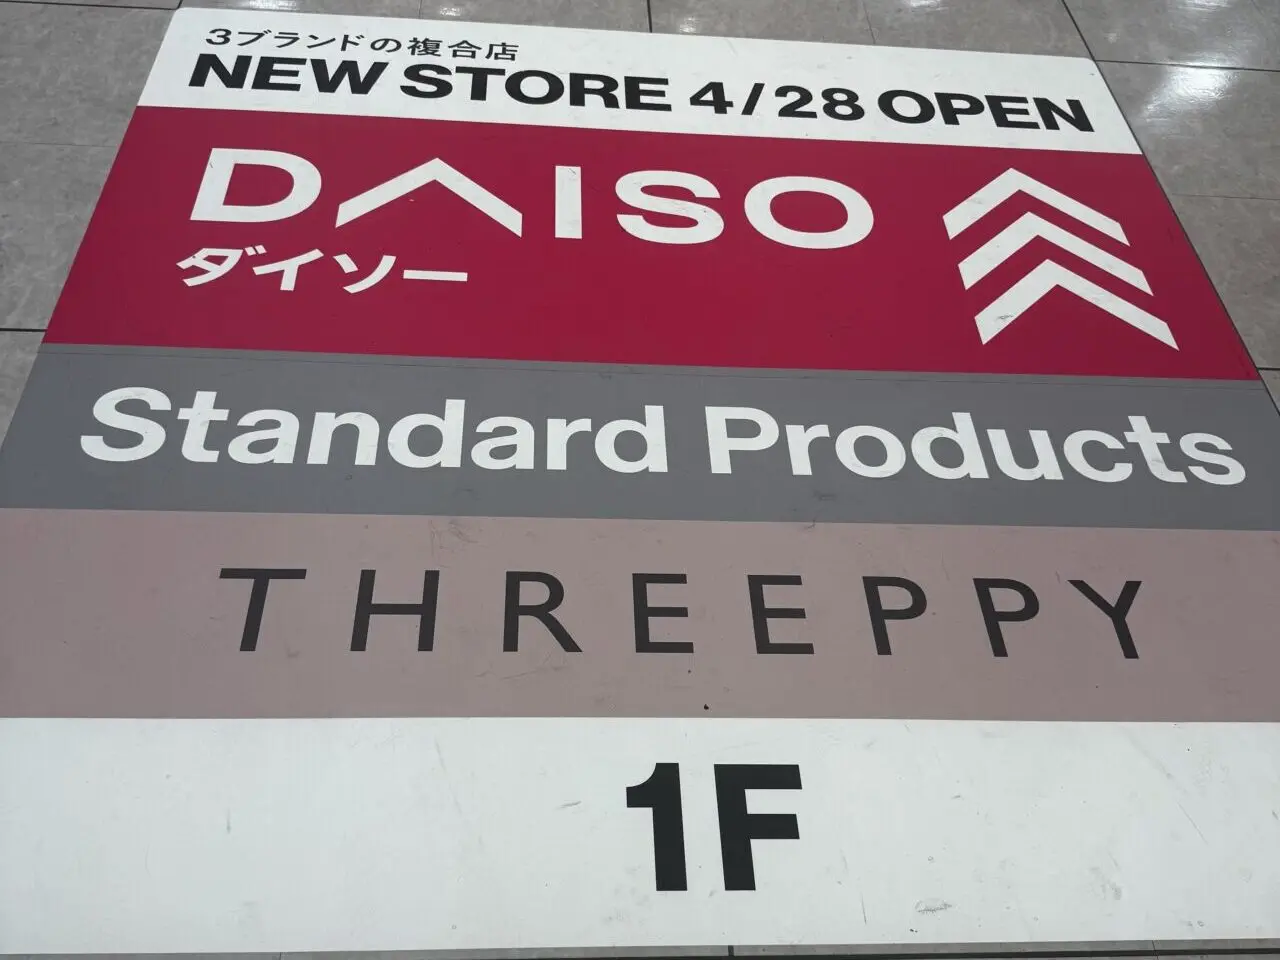 3ブランドの複合店
NEW STORE 4/28 OPEN
DAISO
ダイソー
Standard Products
THREEPPY
1F